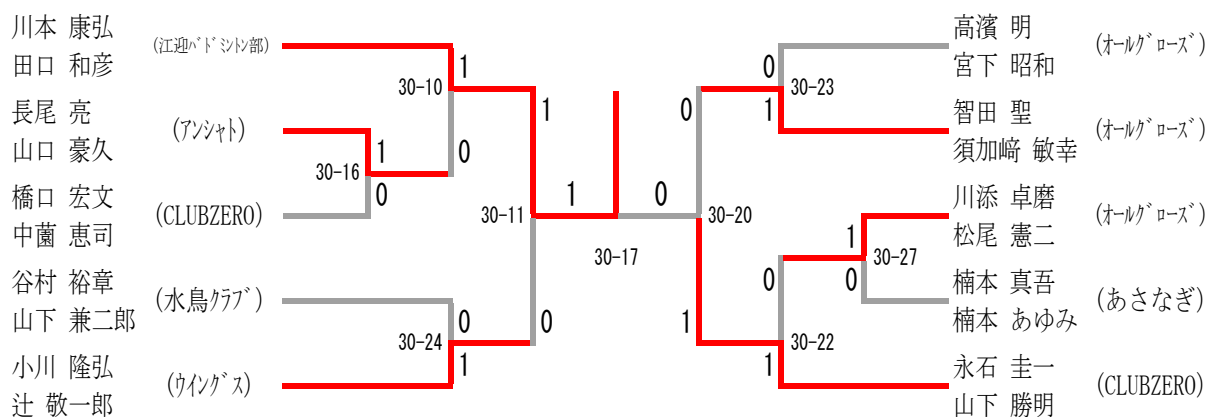 川本 康弘
田口 和彦
(江迎ﾊﾞﾄﾞﾐﾝﾄﾝ部)
長尾 亮
山口 豪久
(ｱﾝｼｬﾄ)
橋口 宏文
中薗 恵司
(CLUBZERO)
谷村 裕章
山下 兼二郎
(水鳥ｸﾗﾌﾞ)
小川 隆弘
辻 敬一郎
(ｳｲﾝｸﾞｽ)
1
30-10
0
1
30-16
0
1
30-11
0
0
30-24
1
1
0
30-17
0
30-20
1
0
30-23
1
1
30-27
0
0
30-22
1
高濱 明
宮下 昭和
(ｵｰﾙｸﾞﾛｰｽﾞ)
智田 聖
須加﨑 敏幸
(ｵｰﾙｸﾞﾛｰｽﾞ)
川添 卓磨
松尾 憲二
(ｵｰﾙｸﾞﾛｰｽﾞ)
楠本 真吾
楠本 あゆみ
(あさなぎ)
永石 圭一
山下 勝明
(CLUBZERO)